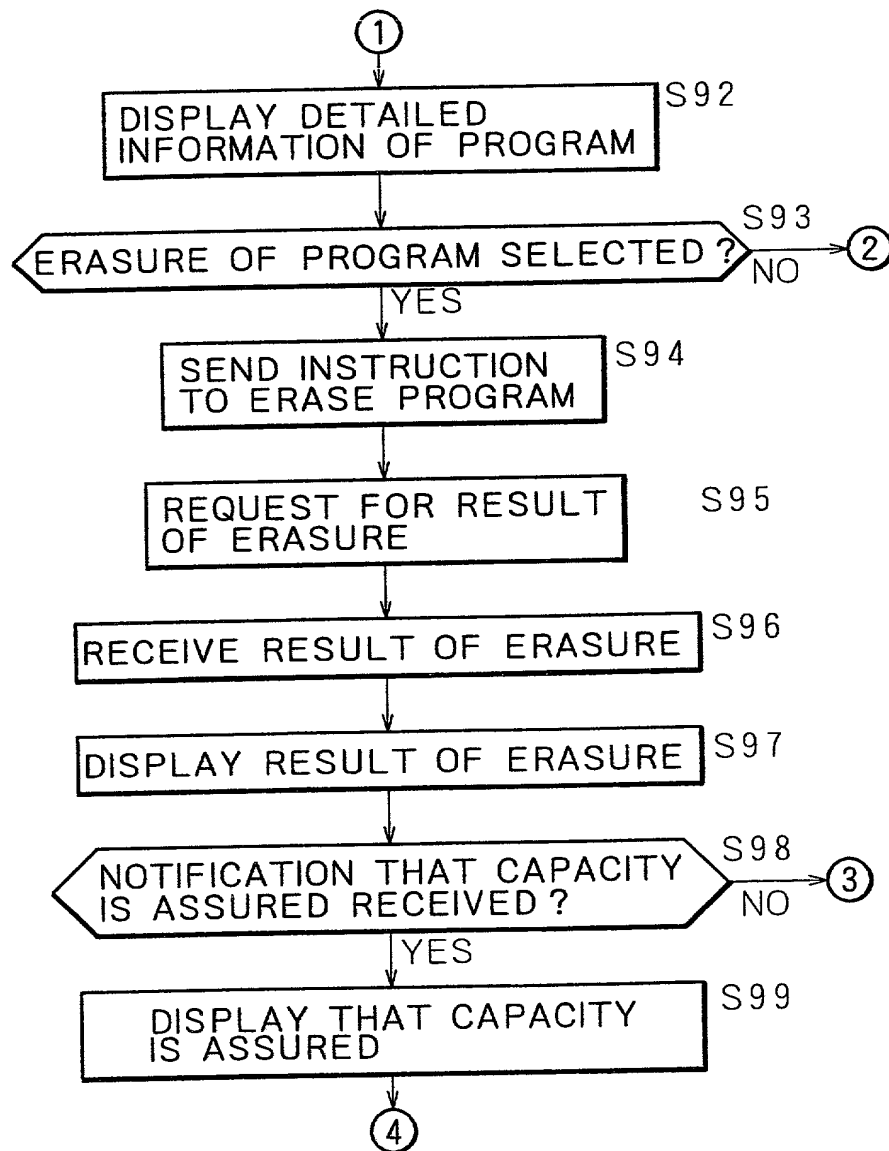 1
DISPLAY DETAILED
INFORMATION OF PROGRAM
S92
ERASURE OF PROGRAM SELECTED?
S93
NO
2
YES
SEND INSTRUCTION
TO ERASE PROGRAM
S94
REQUEST FOR RESULT
OF ERASURE
S95
RECEIVE RESULT OF ERASURE
S96
DISPLAY RESULT OF ERASURE
S97
NOTIFICATION THAT CAPACITY
IS ASSURED RECEIVED?
S98
NO
3
YES
DISPLAY THAT CAPACITY
IS ASSURED
S99
4